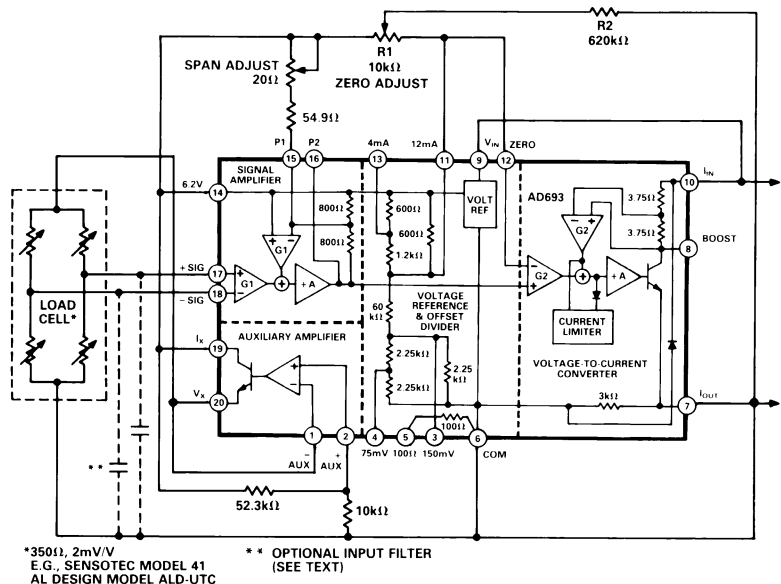 R2
620kΩ
R1
10kΩ
ZERO ADJUST
SPAN ADJUST
20Ω
54.9Ω
P1
P2
4mA
12mA
V_IN
ZERO
15
16
13
11
9
12
SIGNAL
AMPLIFIER
6.2V
14
VOLT
REF
AD693
10
I_IN
800Ω
800Ω
600Ω
600Ω
1.2kΩ
3.75Ω
3.75Ω
+ −
G1
− +
G2
8
BOOST
+ SIG
17
+
G1
+
+A
− SIG
18
−
−
G2
+
+
+A
LOAD
CELL*
60
kΩ
VOLTAGE
REFERENCE
& OFFSET
DIVIDER
CURRENT
LIMITER
AUXILIARY AMPLIFIER
I_X
19
+
−
2.25kΩ
2.25kΩ
2.25
kΩ
VOLTAGE-TO-CURRENT
CONVERTER
V_X
20
3kΩ
7
I_OUT
100Ω
1
2
4
5
3
6
− AUX
+ AUX
75mV
100Ω
150mV
COM
**
52.3kΩ
10kΩ
*350Ω, 2mV/V
E.G., SENSOTEC MODEL 41
AL DESIGN MODEL ALD-UTC
** OPTIONAL INPUT FILTER
(SEE TEXT)